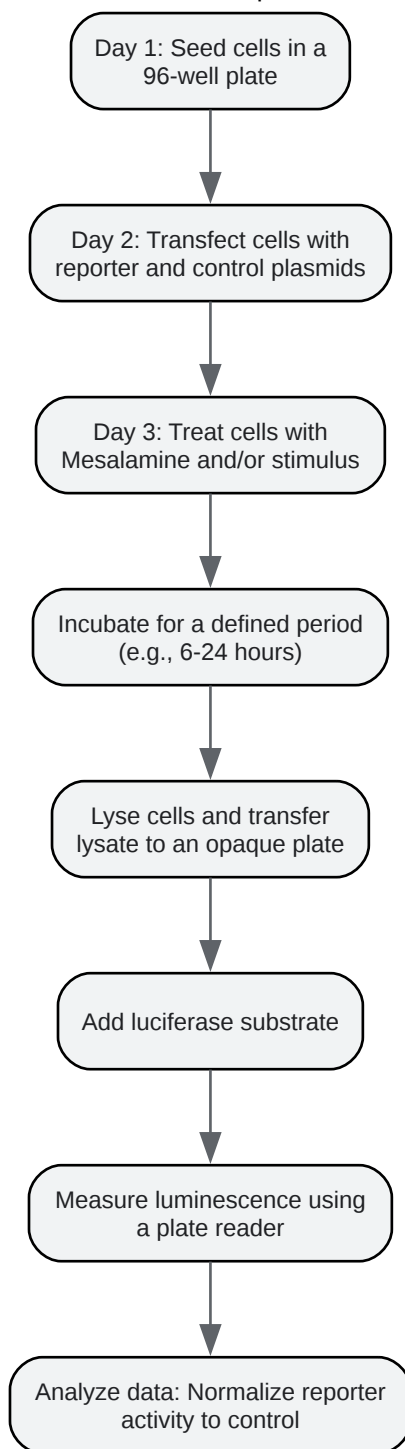 Day 1: Seed cells in a
96-well plate
Day 2: Transfect cells with
reporter and control plasmids
Day 3: Treat cells with
Mesalamine and/or stimulus
Incubate for a defined period
(e.g., 6-24 hours)
Lyse cells and transfer
lysate to an opaque plate
Add luciferase substrate
Measure luminescence using
a plate reader
Analyze data: Normalize reporter
activity to control